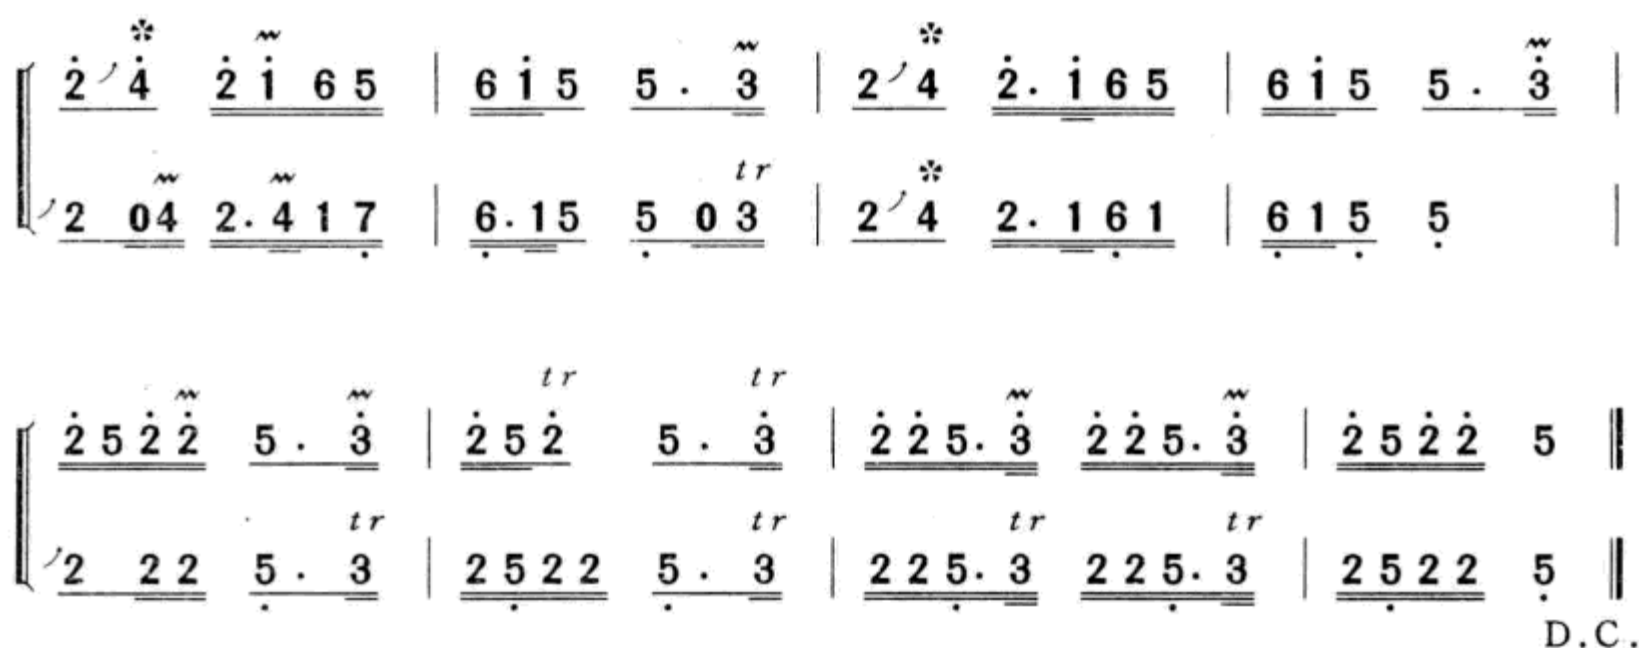 2̇ 4̇ 2̇ 1̇ 6 5 | 6 1̇ 5 5 . 3 | 2 4 2̇ . 1̇ 6 5 | 6 1̇ 5 5 . 3̇ |
2 0 4 2 . 4 1 7̣ | 6̣ . 1 5 5̣ 0 3 | 2 4 2 . 1 6̣ 1 | 6̣ 1 5̣ 5̣ |
2̇ 5 2̇ 2̇ 5 . 3̇ | 2̇ 5 2̇ 5 . 3̇ | 2̇ 2̇ 5 . 3̇ 2̇ 2̇ 5 . 3̇ | 2̇ 5 2̇ 2̇ 5 ‖
2 2 2 5̣ . 3 | 2 5̣ 2 2 5̣ . 3 | 2 2 5̣ . 3 2 2 5̣ . 3 | 2 5̣ 2 2 5̣ ‖
tr
tr tr
tr tr tr tr
D.C.